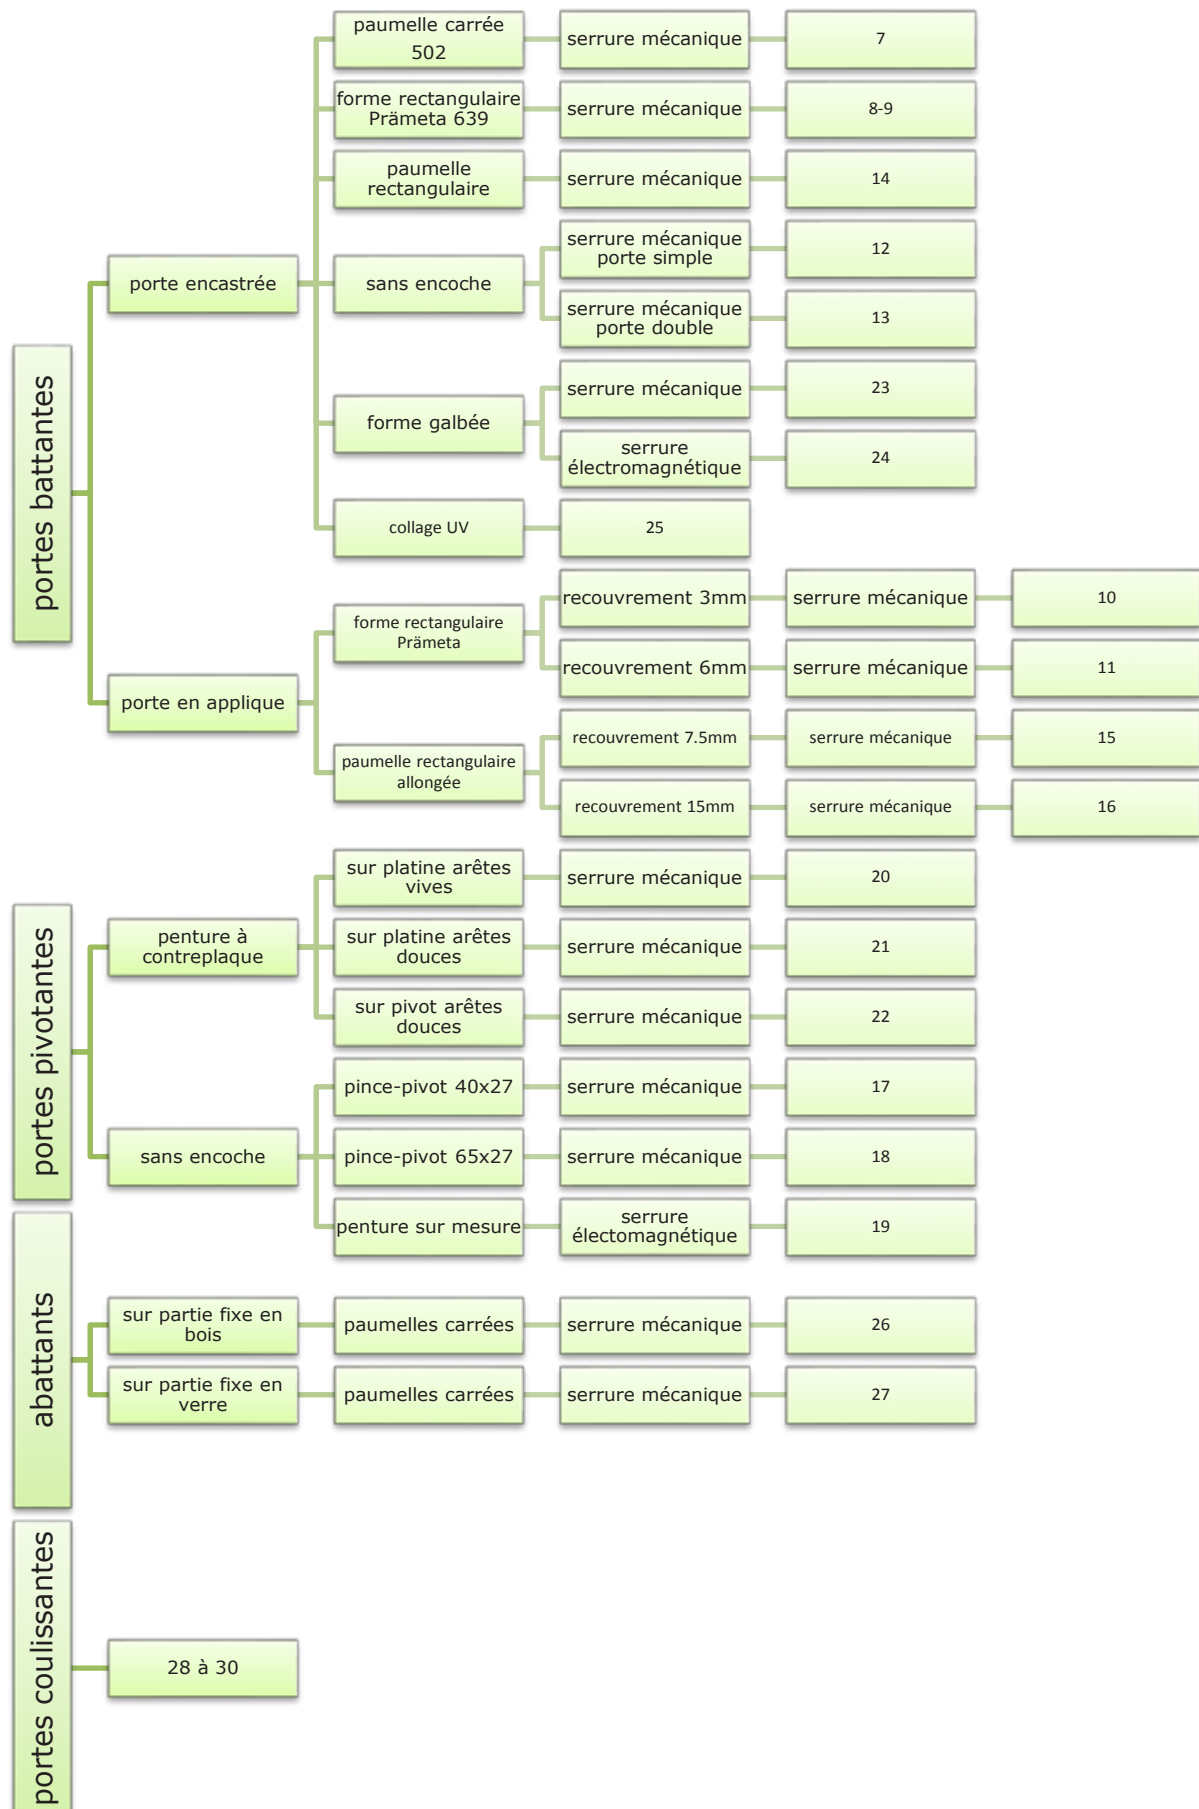 portes battantes
porte encastrée
paumelle carrée
502
serrure mécanique
7
forme rectangulaire
Prämeta 639
serrure mécanique
8-9
paumelle
rectangulaire
serrure mécanique
14
sans encoche
serrure mécanique
porte simple
12
serrure mécanique
porte double
13
forme galbée
serrure mécanique
23
serrure
électromagnétique
24
collage UV
25
porte en applique
forme rectangulaire
Prämeta
recouvrement 3mm
serrure mécanique
10
recouvrement 6mm
serrure mécanique
11
paumelle rectangulaire
allongée
recouvrement 7.5mm
serrure mécanique
15
recouvrement 15mm
serrure mécanique
16
portes pivotantes
penture à
contreplaque
sur platine arêtes
vives
serrure mécanique
20
sur platine arêtes
douces
serrure mécanique
21
sur pivot arêtes
douces
serrure mécanique
22
sans encoche
pince-pivot 40x27
serrure mécanique
17
pince-pivot 65x27
serrure mécanique
18
penture sur mesure
serrure
électomagnétique
19
abattants
sur partie fixe en
bois
paumelles carrées
serrure mécanique
26
sur partie fixe en
verre
paumelles carrées
serrure mécanique
27
portes coulissantes
28 à 30